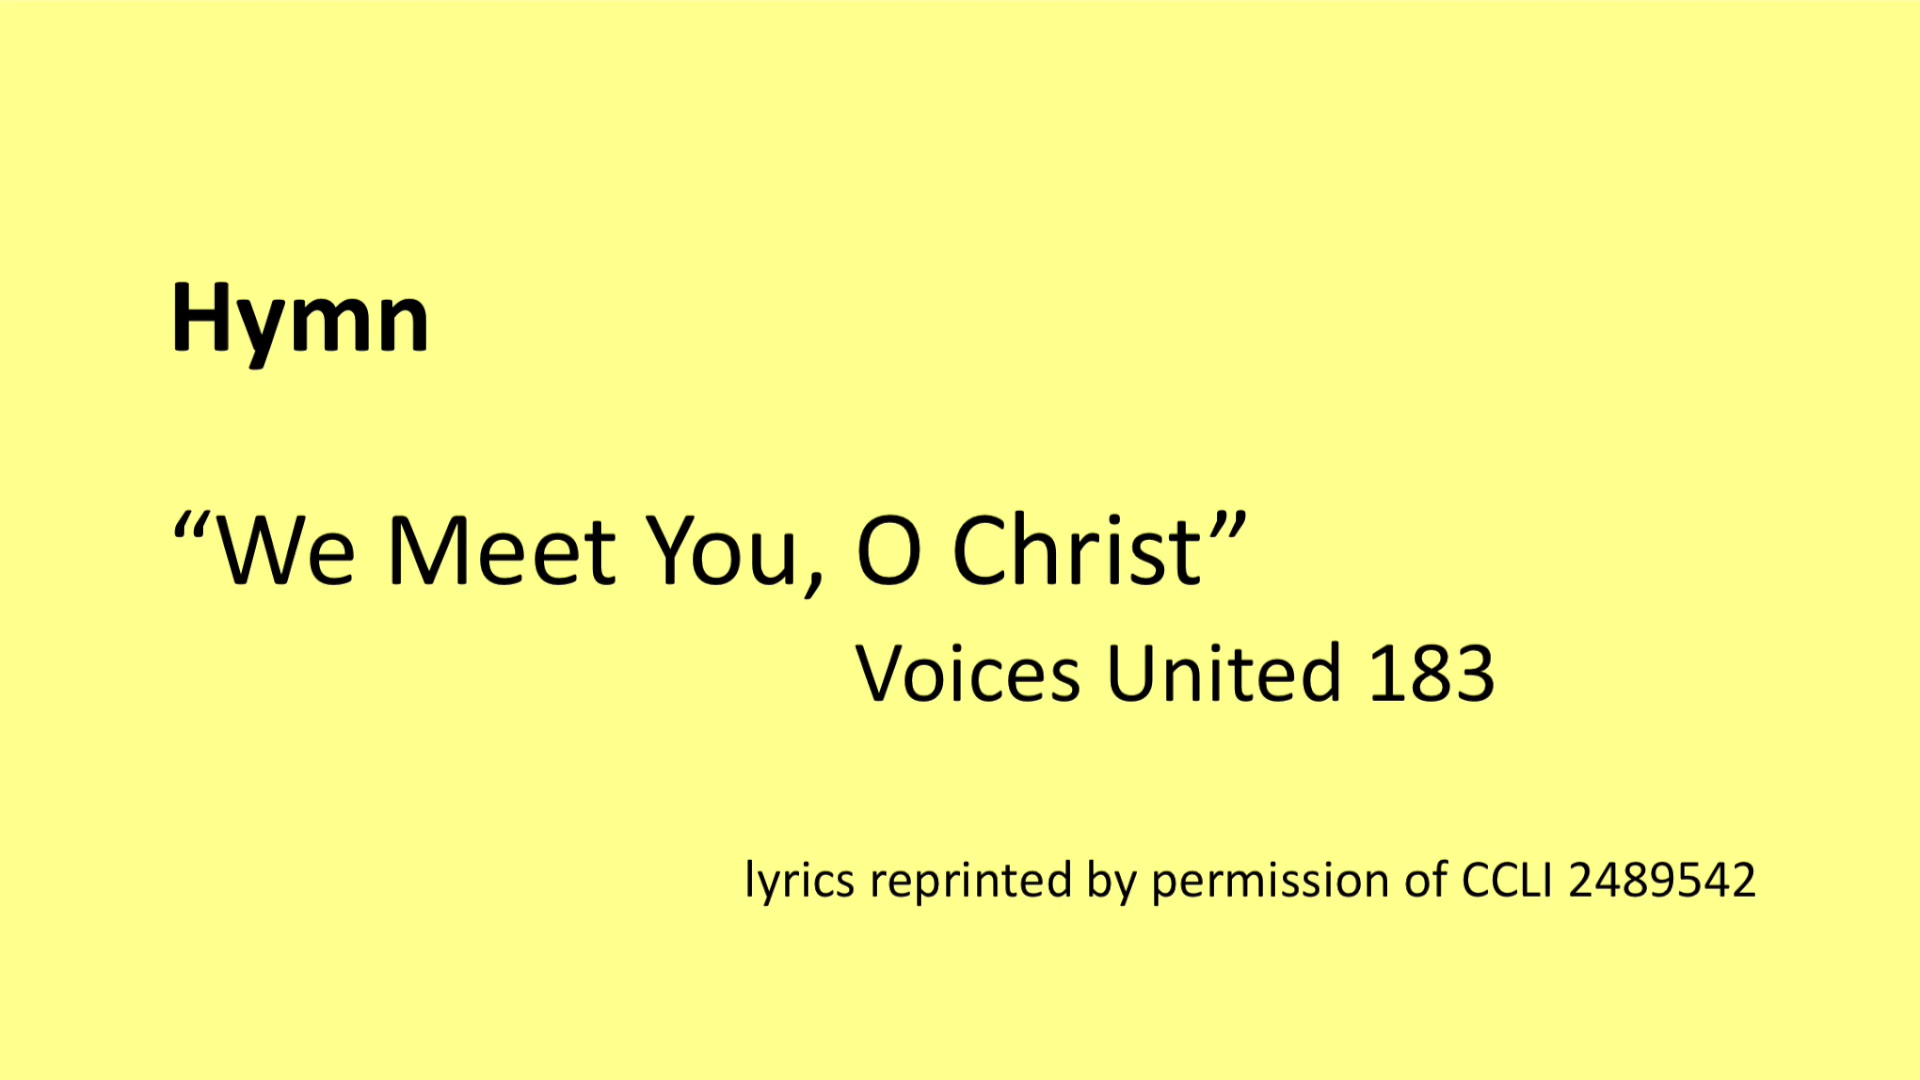 Hymn
“We Meet You, O Christ”
Voices United 183
lyrics reprinted by permission of CCLI 2489542